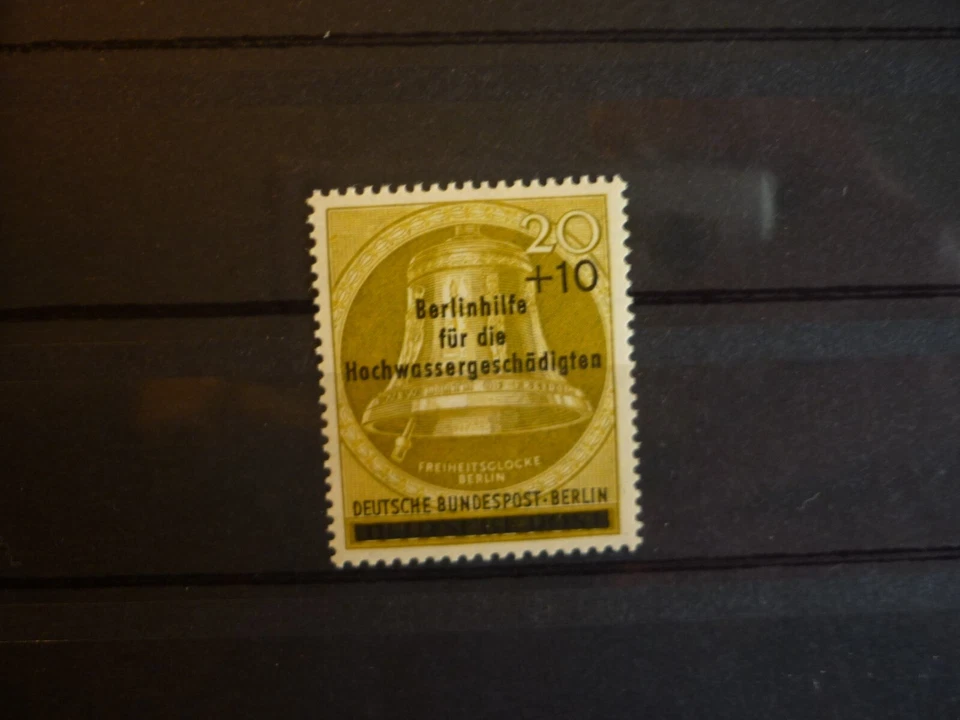 20
+10
Berlinhilfe
für die
Hochwassergeschädigten
FREIHEITSGLOCKE
BERLIN
DEUTSCHE BUNDESPOST·BERLIN